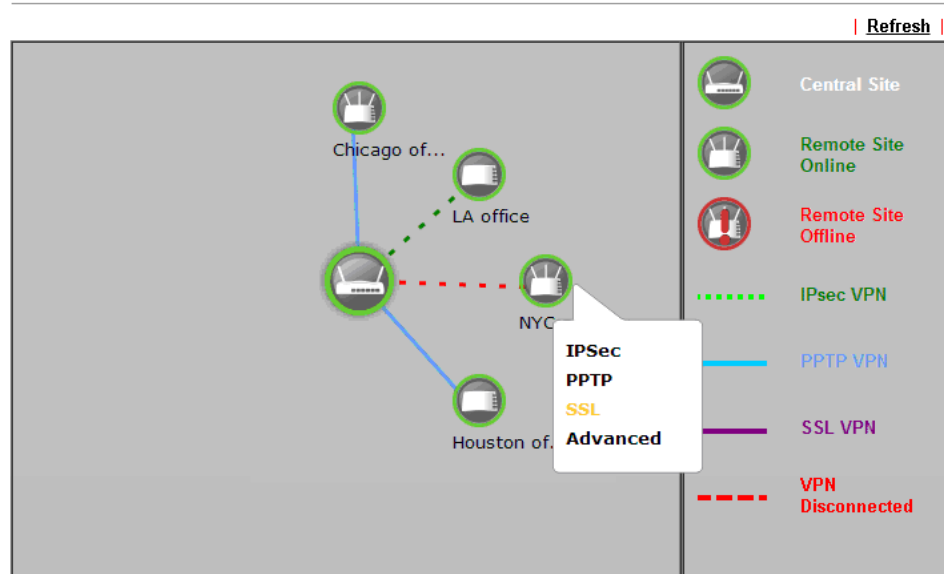 | Refresh |
Chicago of...
LA office
NYC
Houston of.
IPSec
PPTP
SSL
Advanced
Central Site
Remote Site
Online
Remote Site
Offline
IPsec VPN
PPTP VPN
SSL VPN
VPN
Disconnected